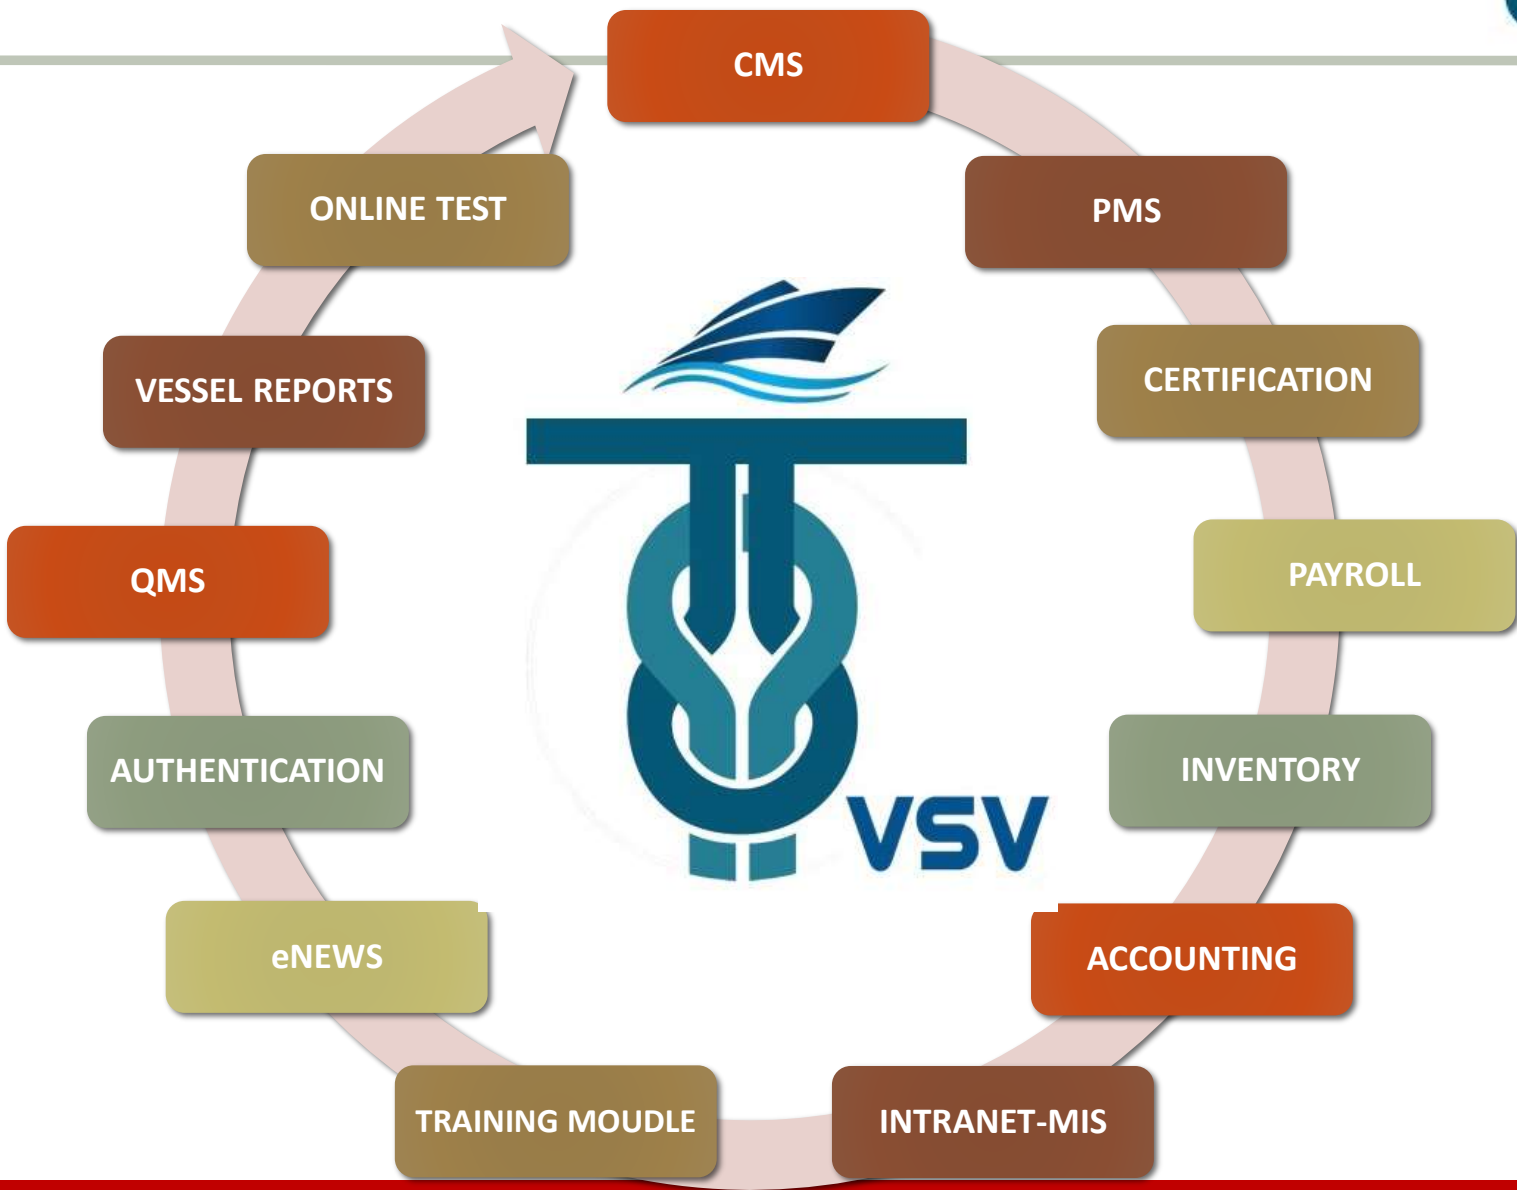 CMS
PMS
CERTIFICATION
PAYROLL
INVENTORY
ACCOUNTING
INTRANET-MIS
TRAINING MOUDLE
eNEWS
AUTHENTICATION
QMS
VESSEL REPORTS
ONLINE TEST
VSV